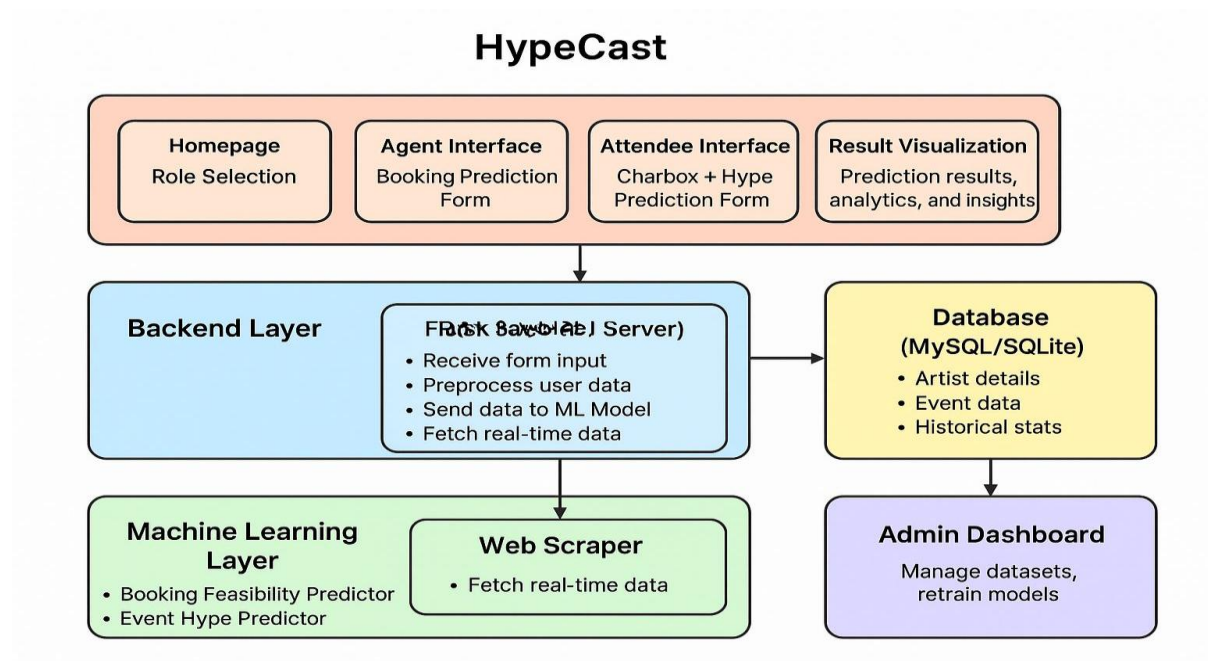 HypeCast
Homepage
Role Selection
Agent Interface
Booking Prediction
Form
Attendee Interface
Charbox + Hype
Prediction Form
Result Visualization
Prediction results,
analytics, and insights
Backend Layer
Server)
• Receive form input
• Preprocess user data
• Send data to ML Model
• Fetch real-time data
Database
(MySQL/SQLite)
• Artist details
• Event data
• Historical stats
Machine Learning
Layer
• Booking Feasibility Predictor
• Event Hype Predictor
Web Scraper
• Fetch real-time data
Admin Dashboard
Manage datasets,
retrain models